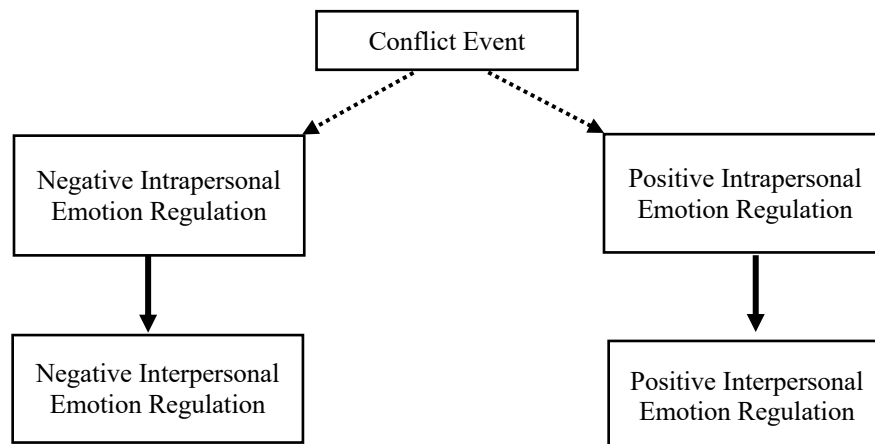 Conflict Event
Negative Intrapersonal
Emotion Regulation
Positive Intrapersonal
Emotion Regulation
Negative Interpersonal
Emotion Regulation
Positive Interpersonal
Emotion Regulation